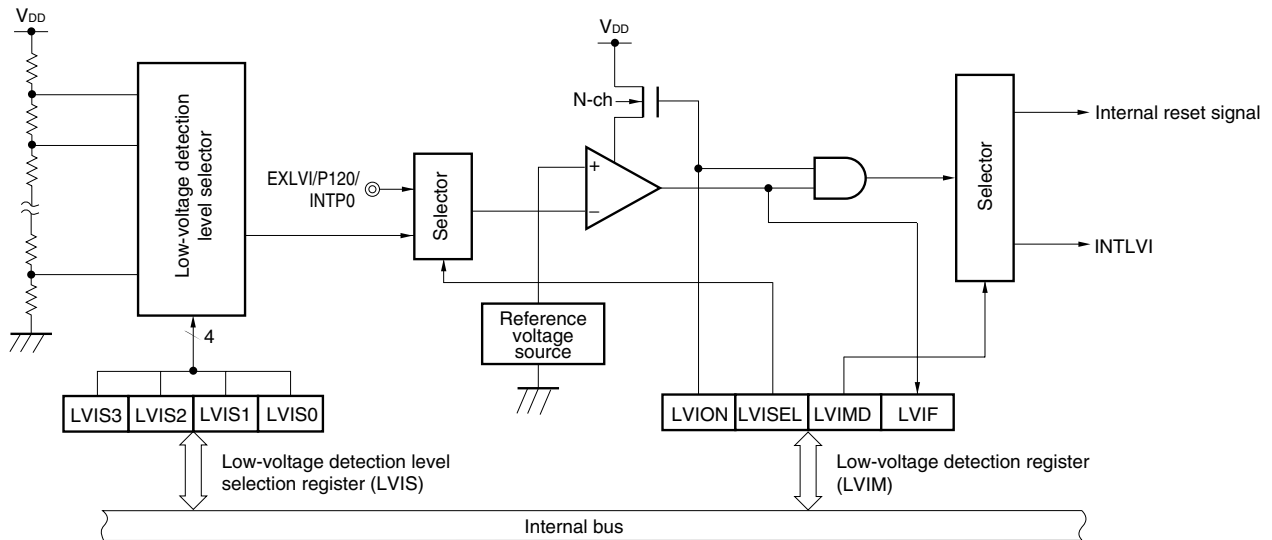 VDD
Low-voltage detection
level selector
4
LVIS3 LVIS2 LVIS1 LVIS0
Low-voltage detection level
selection register (LVIS)
EXLVI/P120/
INTP0
Selector
VDD
N-ch
+
−
Reference
voltage
source
Selector
Internal reset signal
INTLVI
LVION LVISEL LVIMD LVIF
Low-voltage detection register
(LVIM)
Internal bus